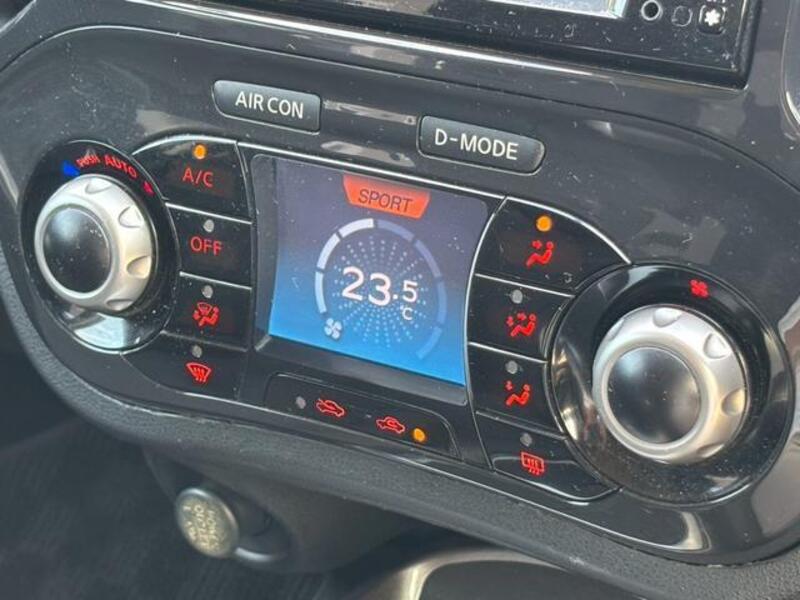 AIR CON
D-MODE
PUSH AUTO
A/C
OFF
SPORT
23.5
°C